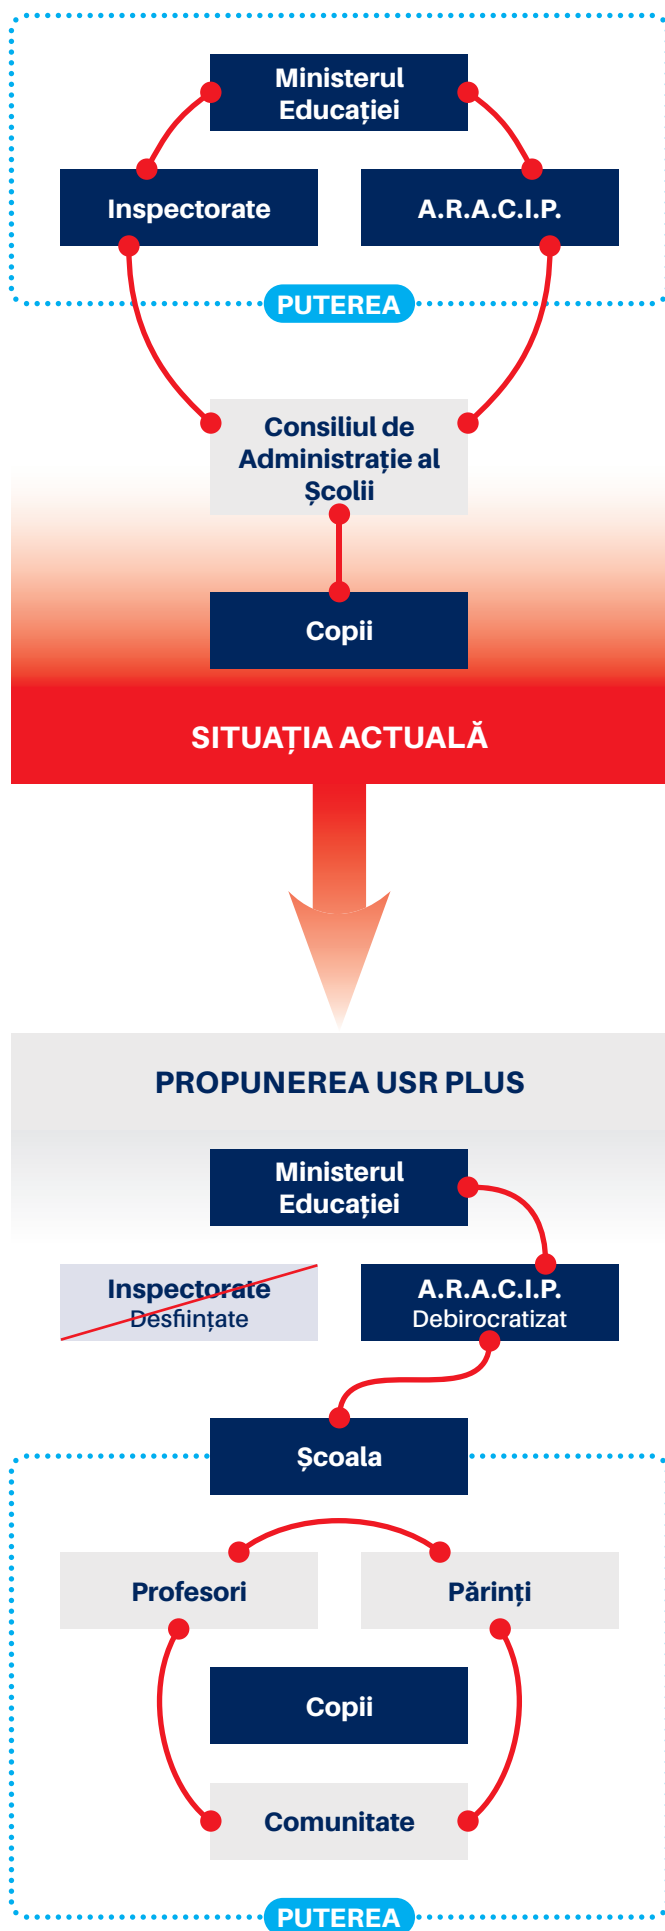 Ministerul
Educației
Inspectorate
A.R.A.C.I.P.
PUTEREA
Consiliul de
Administrație al
Școlii
Copii
SITUAȚIA ACTUALĂ
PROPUNEREA USR PLUS
Ministerul
Educației
Inspectorate
Desființate
A.R.A.C.I.P.
Debirocratizat
Școala
Profesori
Părinți
Copii
Comunitate
PUTEREA